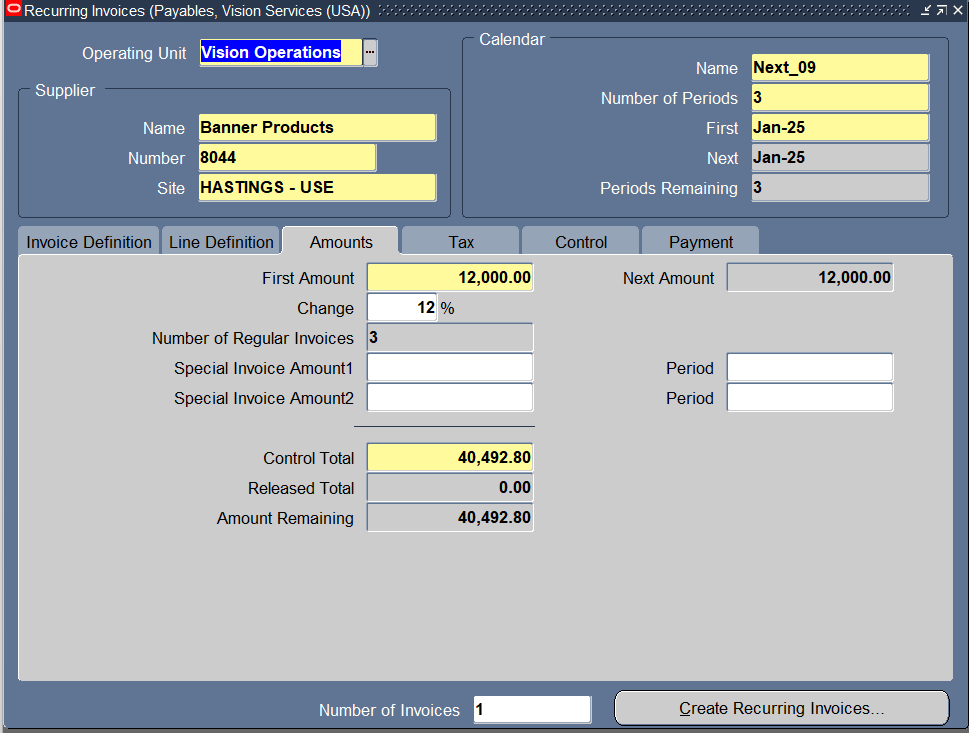 Recurring Invoices (Payables, Vision Services (USA))
Operating Unit Vision Operations ...
Supplier
Name Banner Products
Number 8044
Site HASTINGS - USE
Calendar
Name Next_09
Number of Periods 3
First Jan-25
Next Jan-25
Periods Remaining 3
Invoice Definition Line Definition Amounts Tax Control Payment
First Amount 12,000.00 Next Amount 12,000.00
Change 12 %
Number of Regular Invoices 3
Special Invoice Amount1 Period
Special Invoice Amount2 Period
Control Total 40,492.80
Released Total 0.00
Amount Remaining 40,492.80
Number of Invoices 1 Create Recurring Invoices...